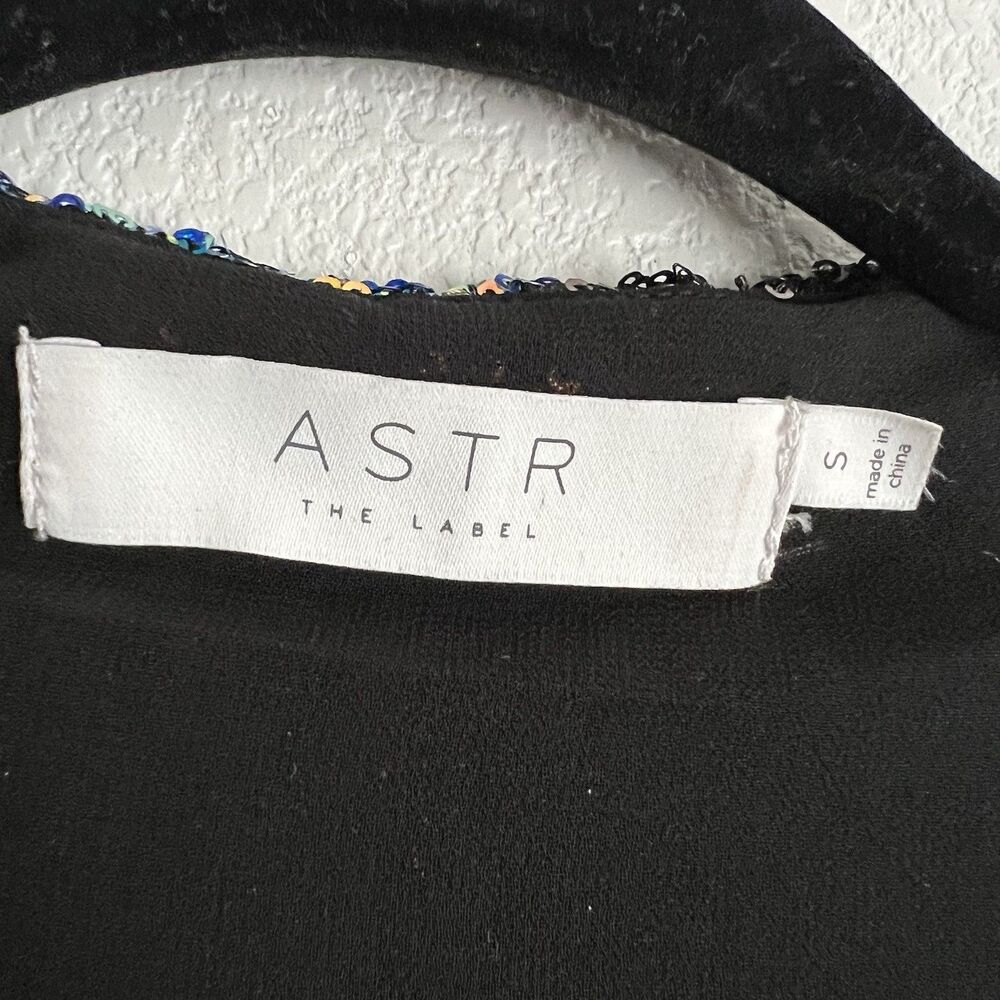 ASTR
THE LABEL
S
made in
china